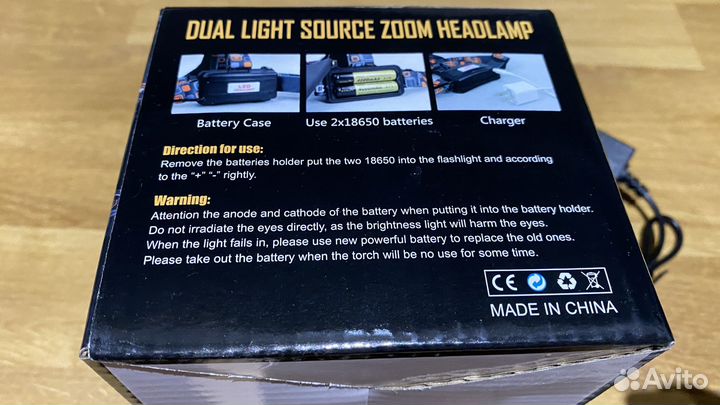 DUAL LIGHT SOURCE ZOOM HEADLAMP
Battery Case
Use 2x18650 batteries
Charger
Direction for use:
Remove the batteries holder put the two 18650 into the flashlight and according
to the “+” “-” rightly.
Warning:
Attention the anode and cathode of the battery when putting it into the battery holder.
Do not irradiate the eyes directly, as the brightness light will harm the eyes.
When the light fails in, please use new powerful battery to replace the old ones.
Please take out the battery when the torch will be no use for some time.
CE
MADE IN CHINA
Avito